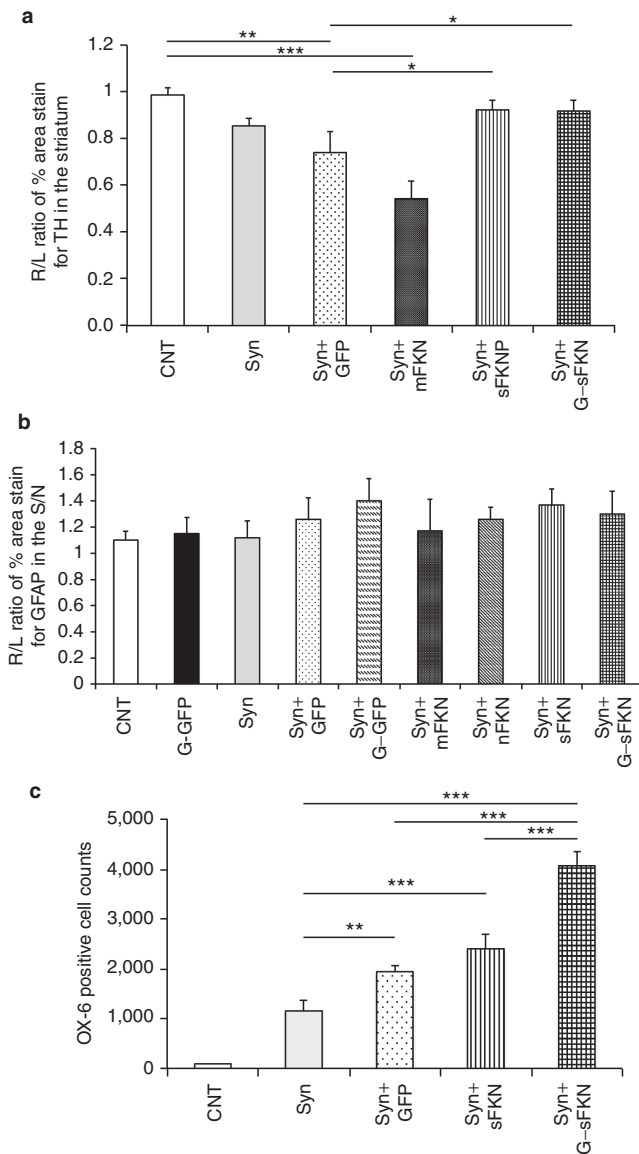 a
**
*
***
*
1.2
1
0.8
0.6
0.4
0.2
0.0
R/L ratio of % area stain
for TH in the striatum
CNT
Syn
Syn+
GFP
Syn+
mFKN
Syn+
sFKNP
Syn+
G–sFKN
b
1.8
1.6
1.4
1.2
1
0.8
0.6
0.4
0.2
0
R/L ratio of % area stain
for GFAP in the S/N
CNT
G-GFP
Syn
Syn+
GFP
Syn+
G–GFP
Syn+
mFKN
Syn+
nFKN
Syn+
sFKN
Syn+
G–sFKN
c
***
***
***
***
**
5,000
4,000
3,000
2,000
1,000
0
OX-6 positive cell counts
CNT
Syn
Syn+
GFP
Syn+
sFKN
Syn+
G–sFKN